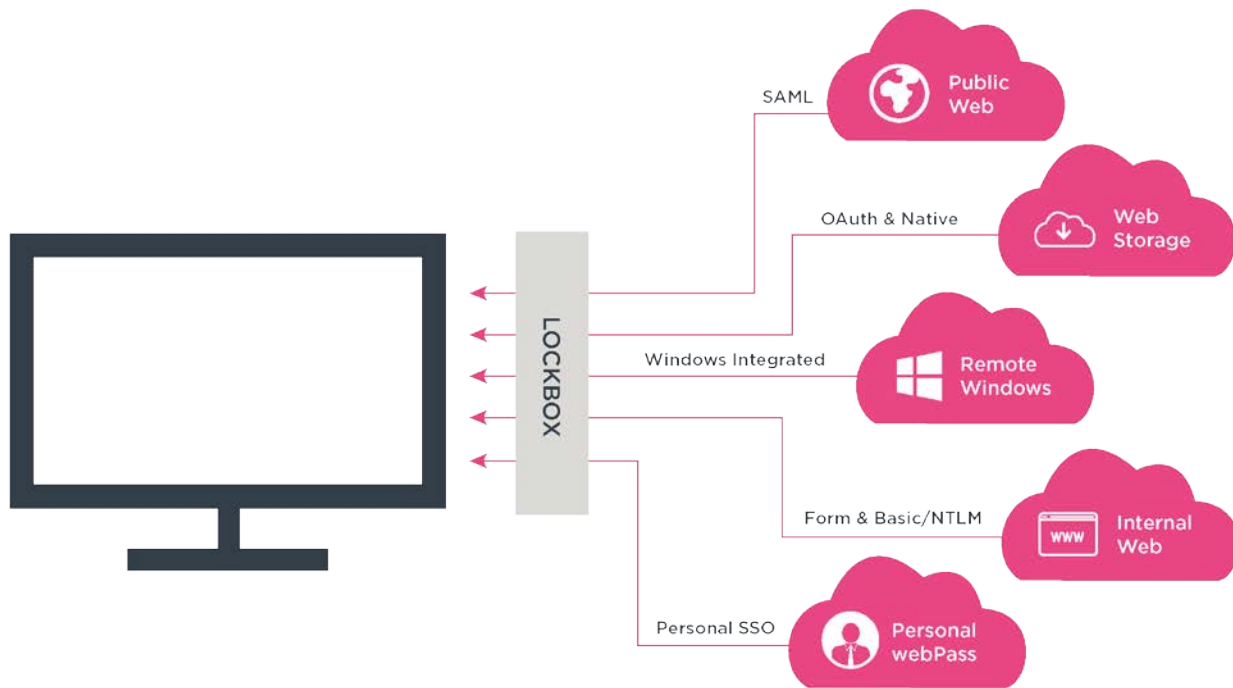 SAML
Public
Web
OAuth & Native
Web
Storage
LOCKBOX
Windows Integrated
Remote
Windows
Form & Basic/NTLM
www
Internal
Web
Personal SSO
Personal
webPass